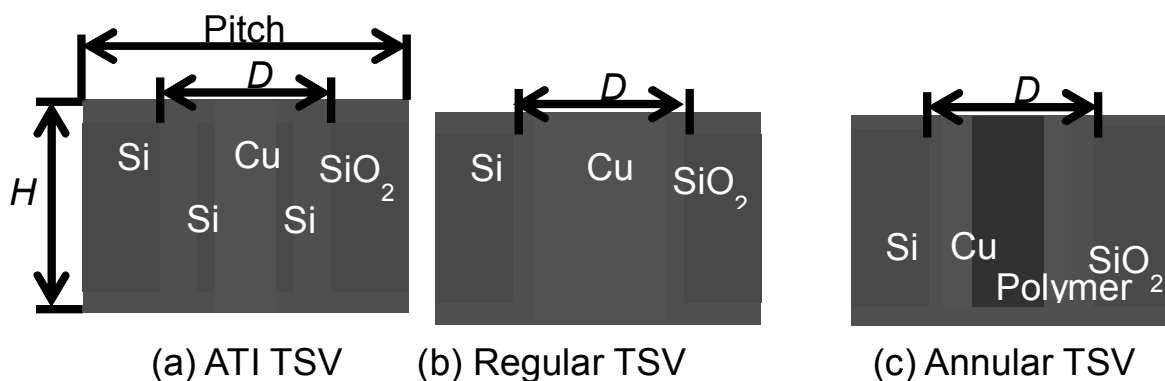 Pitch
D
H
Si
Cu
SiO2
Si
Si
(a) ATI TSV
D
Si
Cu
SiO2
(b) Regular TSV
D
Si
Cu
SiO2
Polymer
(c) Annular TSV